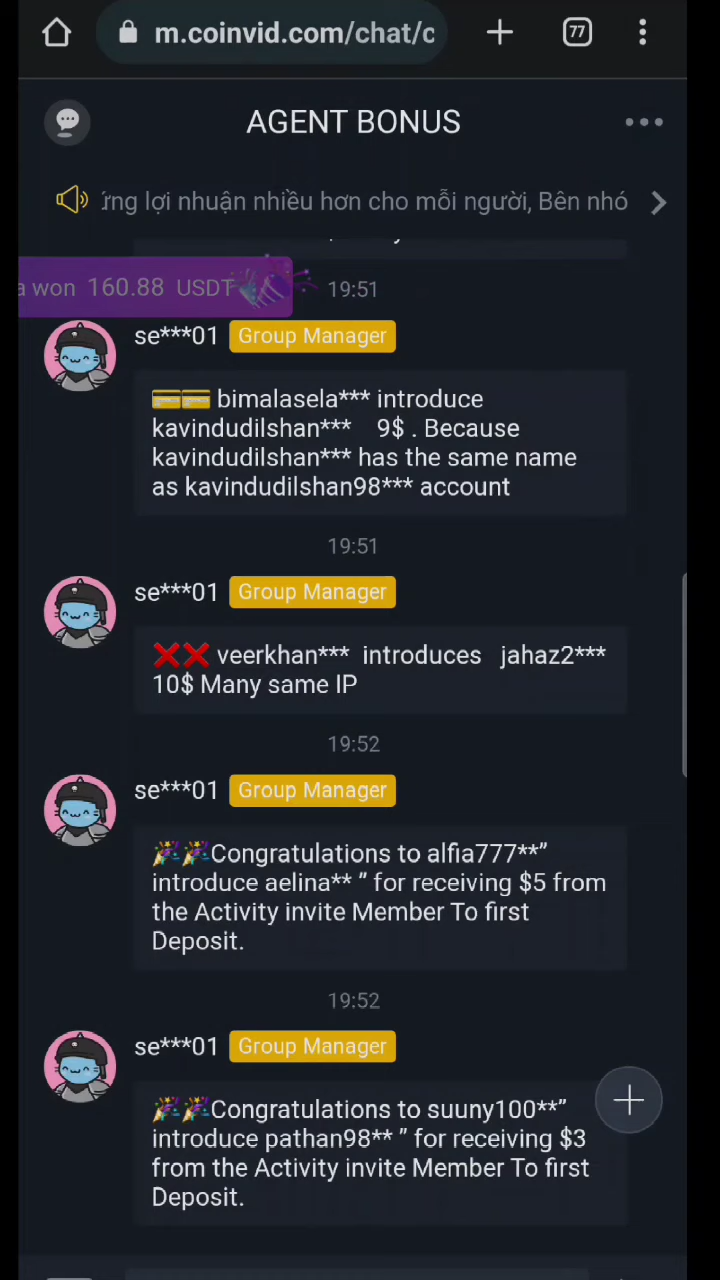 m.coinvid.com/chat/c
77
AGENT BONUS
ứng lợi nhuận nhiều hơn cho mỗi người, Bên nhó
a won 160.88 USDT
19:51
se***01 Group Manager
💳💳 bimalasela*** introduce
kavindudilshan*** 9$ . Because
kavindudilshan*** has the same name
as kavindudilshan98*** account
19:51
se***01 Group Manager
❌❌ veerkhan*** introduces jahaz2***
10$ Many same IP
19:52
se***01 Group Manager
🎉🎉Congratulations to alfia777**”
introduce aelina** ” for receiving $5 from
the Activity invite Member To first
Deposit.
19:52
se***01 Group Manager
🎉🎉Congratulations to suuny100**”
introduce pathan98** ” for receiving $3
from the Activity invite Member To first
Deposit.